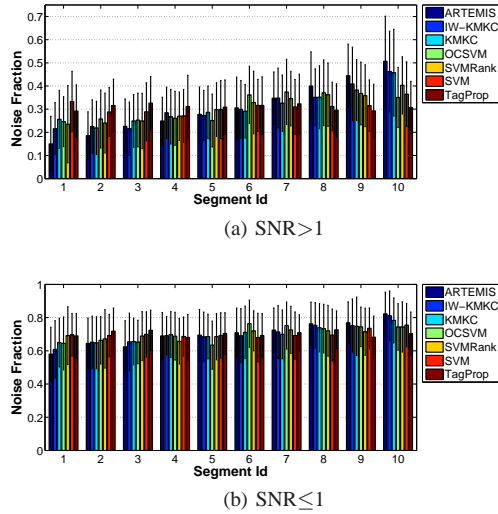 0.7
0.6
0.5
0.4
0.3
0.2
0.1
0
Noise Fraction
1 2 3 4 5 6 7 8 9 10
Segment Id
ARTEMIS
IW-KMKC
KMKC
OCSVM
SVMRank
SVM
TagProp
(a) SNR>1
1
0.8
0.6
0.4
0.2
0
Noise Fraction
1 2 3 4 5 6 7 8 9 10
Segment Id
ARTEMIS
IW-KMKC
KMKC
OCSVM
SVMRank
SVM
TagProp
(b) SNR≤1